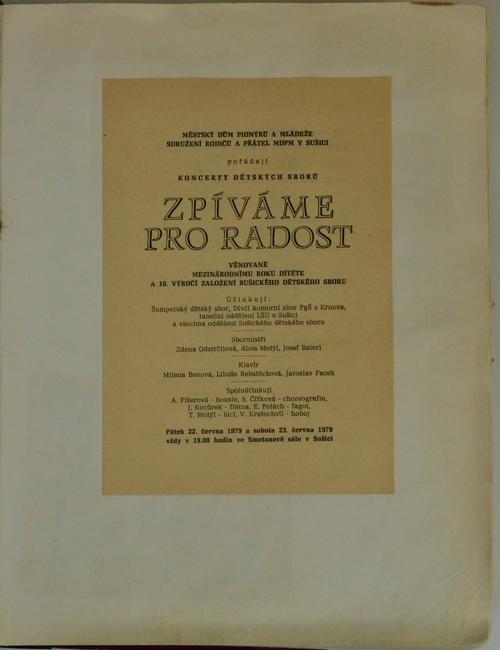 MĚSTSKÝ DŮM PIONÝRŮ A MLÁDEŽE
SDRUŽENÍ RODIČŮ A PŘÁTEL MDPM V SUŠICI
pořádají
KONCERTY DĚTSKÝCH SBORŮ
ZPÍVÁME
PRO RADOST
VĚNOVANÉ
MEZINÁRODNÍMU ROKU DÍTĚTE
A 10. VÝROČÍ ZALOŽENÍ SUŠICKÉHO DĚTSKÉHO SBORU
Účinkují:
Šumperský dětský sbor, Dívčí komorní sbor PgŠ z Krnova,
taneční oddělení LŠU v Sušici
a všechna oddělení Sušického dětského sboru
Sbormistři
Zdena Odstrčilová, Alois Motýl, Josef Baierl
Klavír
Milena Benová, Libuše Rebstöcková, Jaroslav Facek
Spoluúčinkují
A. Fišerová - housle, S. Čížková - choreografie,
J. Kocůrek - flétna, E. Polách - fagot,
T. Motýl - bicí, V. Kratochvíl - hoboj
Pátek 22. června 1979 a sobota 23. června 1979
vždy v 19.00 hodin ve Smetanově sále v Sušici